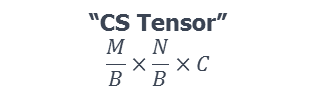 “CS Tensor”
M/B × N/B × C